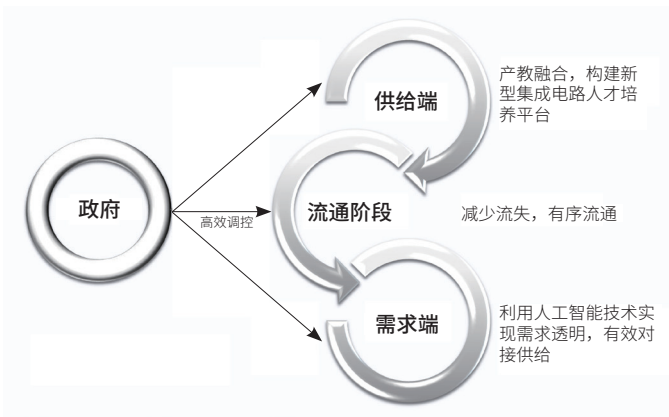 政府
高效调控
供给端
产教融合，构建新
型集成电路人才培
养平台
流通阶段
减少流失，有序流通
需求端
利用人工智能技术实
现需求透明，有效对
接供给